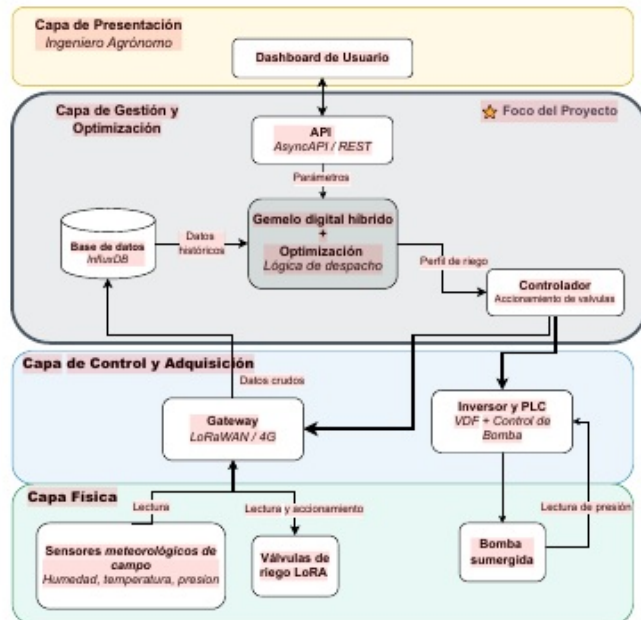 Capa de Presentación
Ingeniero Agrónomo
Dashboard de Usuario
Capa de Gestión y
Optimización
Foco del Proyecto
API
AsyncAPI / REST
Parámetros
Gemelo digital híbrido
+
Optimización
Lógica de despacho
Base de datos
InfluxDB
Datos
históricos
Perfil de riego
Controlador
Accionamiento de valvulas
Capa de Control y Adquisición
Datos crudos
Gateway
LoRaWAN / 4G
Inversor y PLC
VDF + Control de
Bomba
Capa Física
Lectura
Lectura y accionamiento
Lectura de presión
Sensores meteorológicos de
campo
Humedad, temperatura, presion
Válvulas de
riego LoRA
Bomba
sumergida